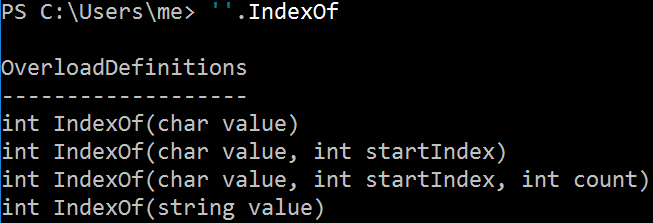 PS C:\Users\me> ''.IndexOf
OverloadDefinitions
-------------------
int IndexOf(char value)
int IndexOf(char value, int startIndex)
int IndexOf(char value, int startIndex, int count)
int IndexOf(string value)